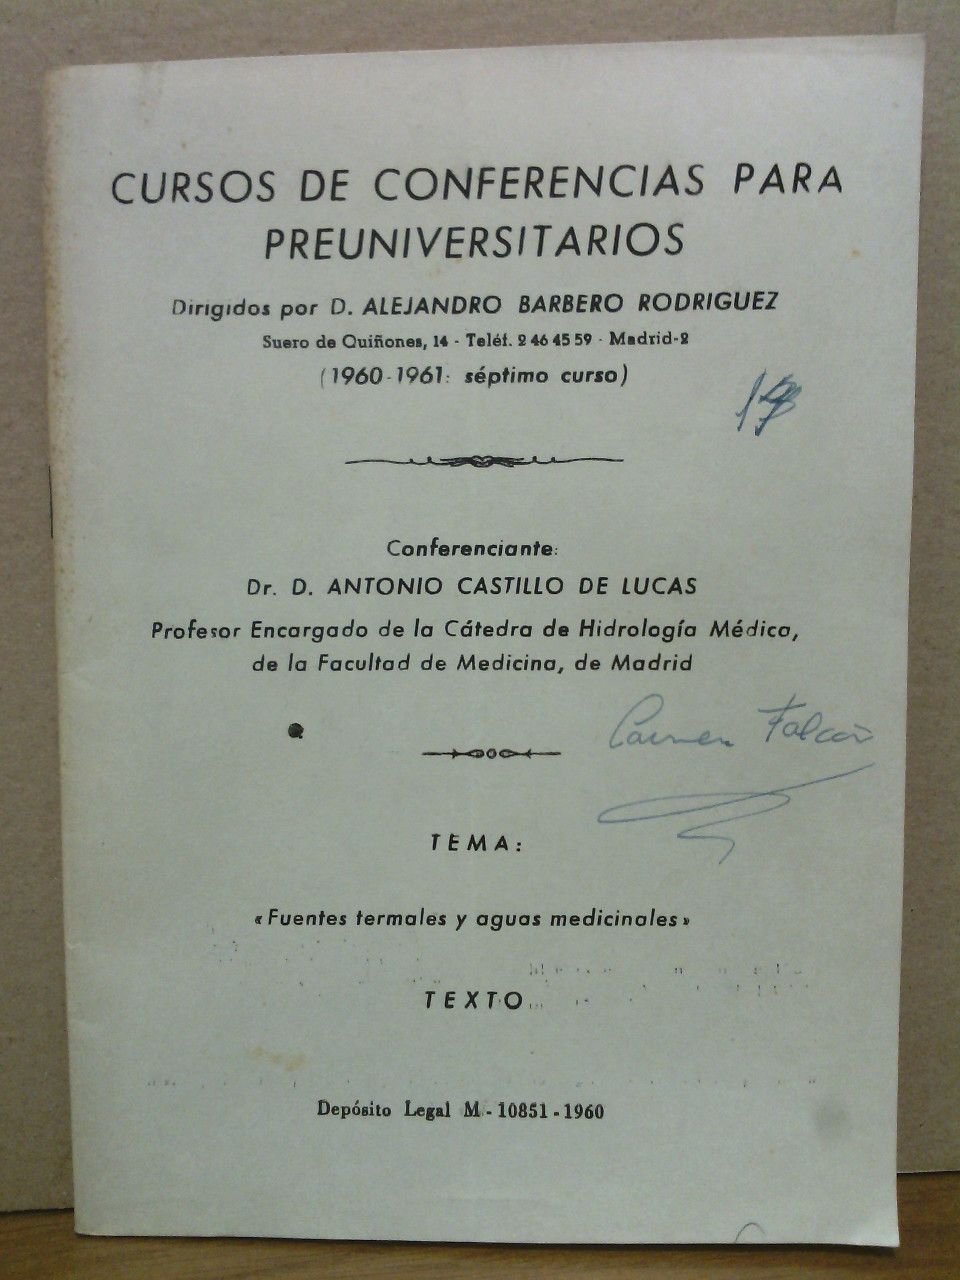 CURSOS DE CONFERENCIAS PARA
PREUNIVERSITARIOS
Dirigidos por D. ALEJANDRO BARBERO RODRIGUEZ
Suero de Quiñones, 14 - Teléf. 2 46 45 59 - Madrid-2
(1960-1961: séptimo curso)
Conferenciante:
Dr. D. ANTONIO CASTILLO DE LUCAS
Profesor Encargado de la Cátedra de Hidrología Médica,
de la Facultad de Medicina, de Madrid
Carmen Falcón
TEMA:
«Fuentes termales y aguas medicinales»
TEXTO
Depósito Legal M - 10851 - 1960